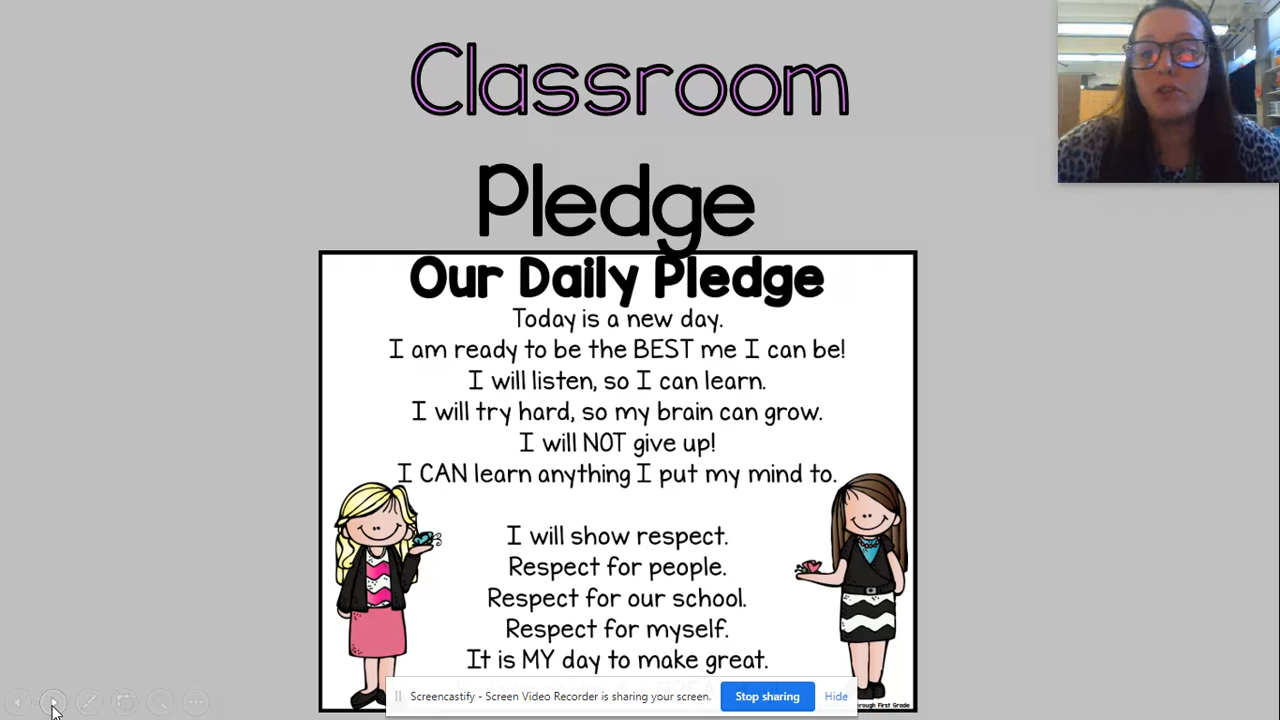 Classroom
Pledge
Our Daily Pledge
Today is a new day.
I am ready to be the BEST me I can be!
I will listen, so I can learn.
I will try hard, so my brain can grow.
I will NOT give up!
I CAN learn anything I put my mind to.
I will show respect.
Respect for people.
Respect for our school.
Respect for myself.
It is MY day to make great.
Screencastify - Screen Video Recorder is sharing your screen.
Stop sharing
Hide
through First Grade